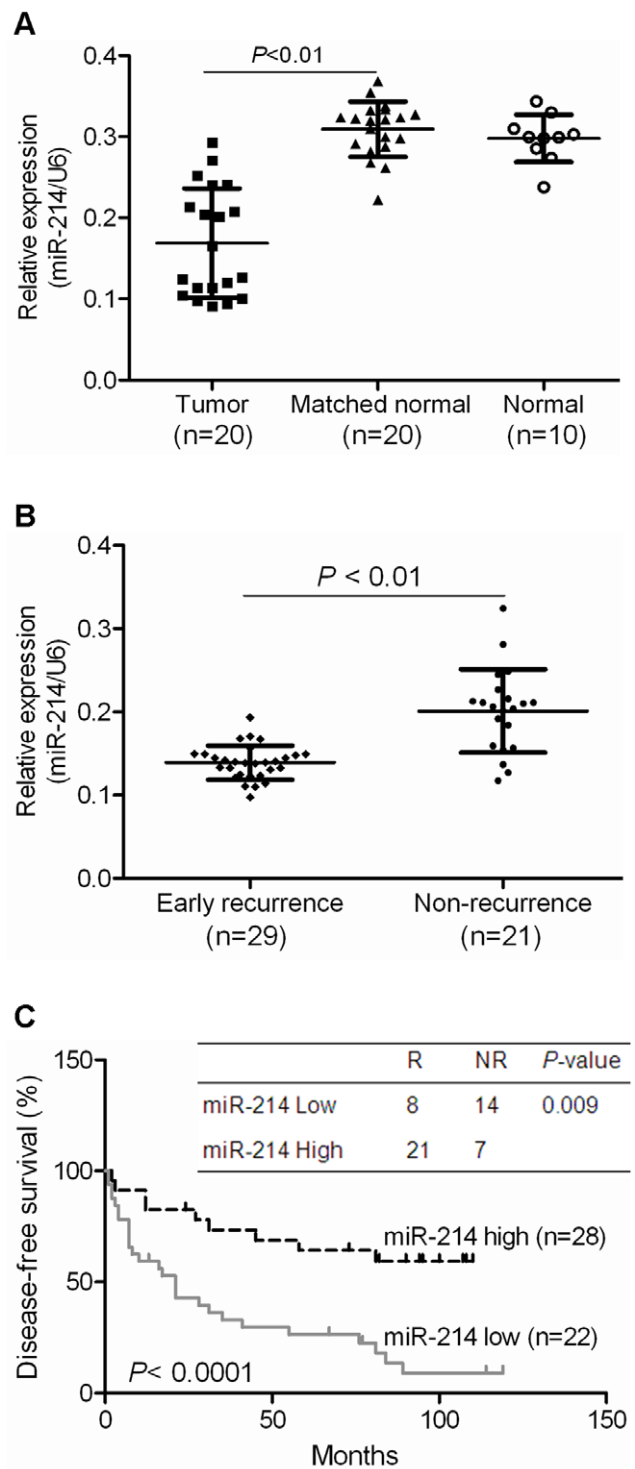 A
P<0.01
0.4
0.3
0.2
0.1
0.0
Relative expression
(miR-214/U6)
Tumor
(n=20)
Matched normal
(n=20)
Normal
(n=10)
B
P < 0.01
0.4
0.3
0.2
0.1
0.0
Relative expression
(miR-214/U6)
Early recurrence
(n=29)
Non-recurrence
(n=21)
C
R NR P-value
miR-214 Low 8 14 0.009
miR-214 High 21 7
150
100
50
0
Disease-free survival (%)
miR-214 high (n=28)
miR-214 low (n=22)
P< 0.0001
0 50 100 150
Months